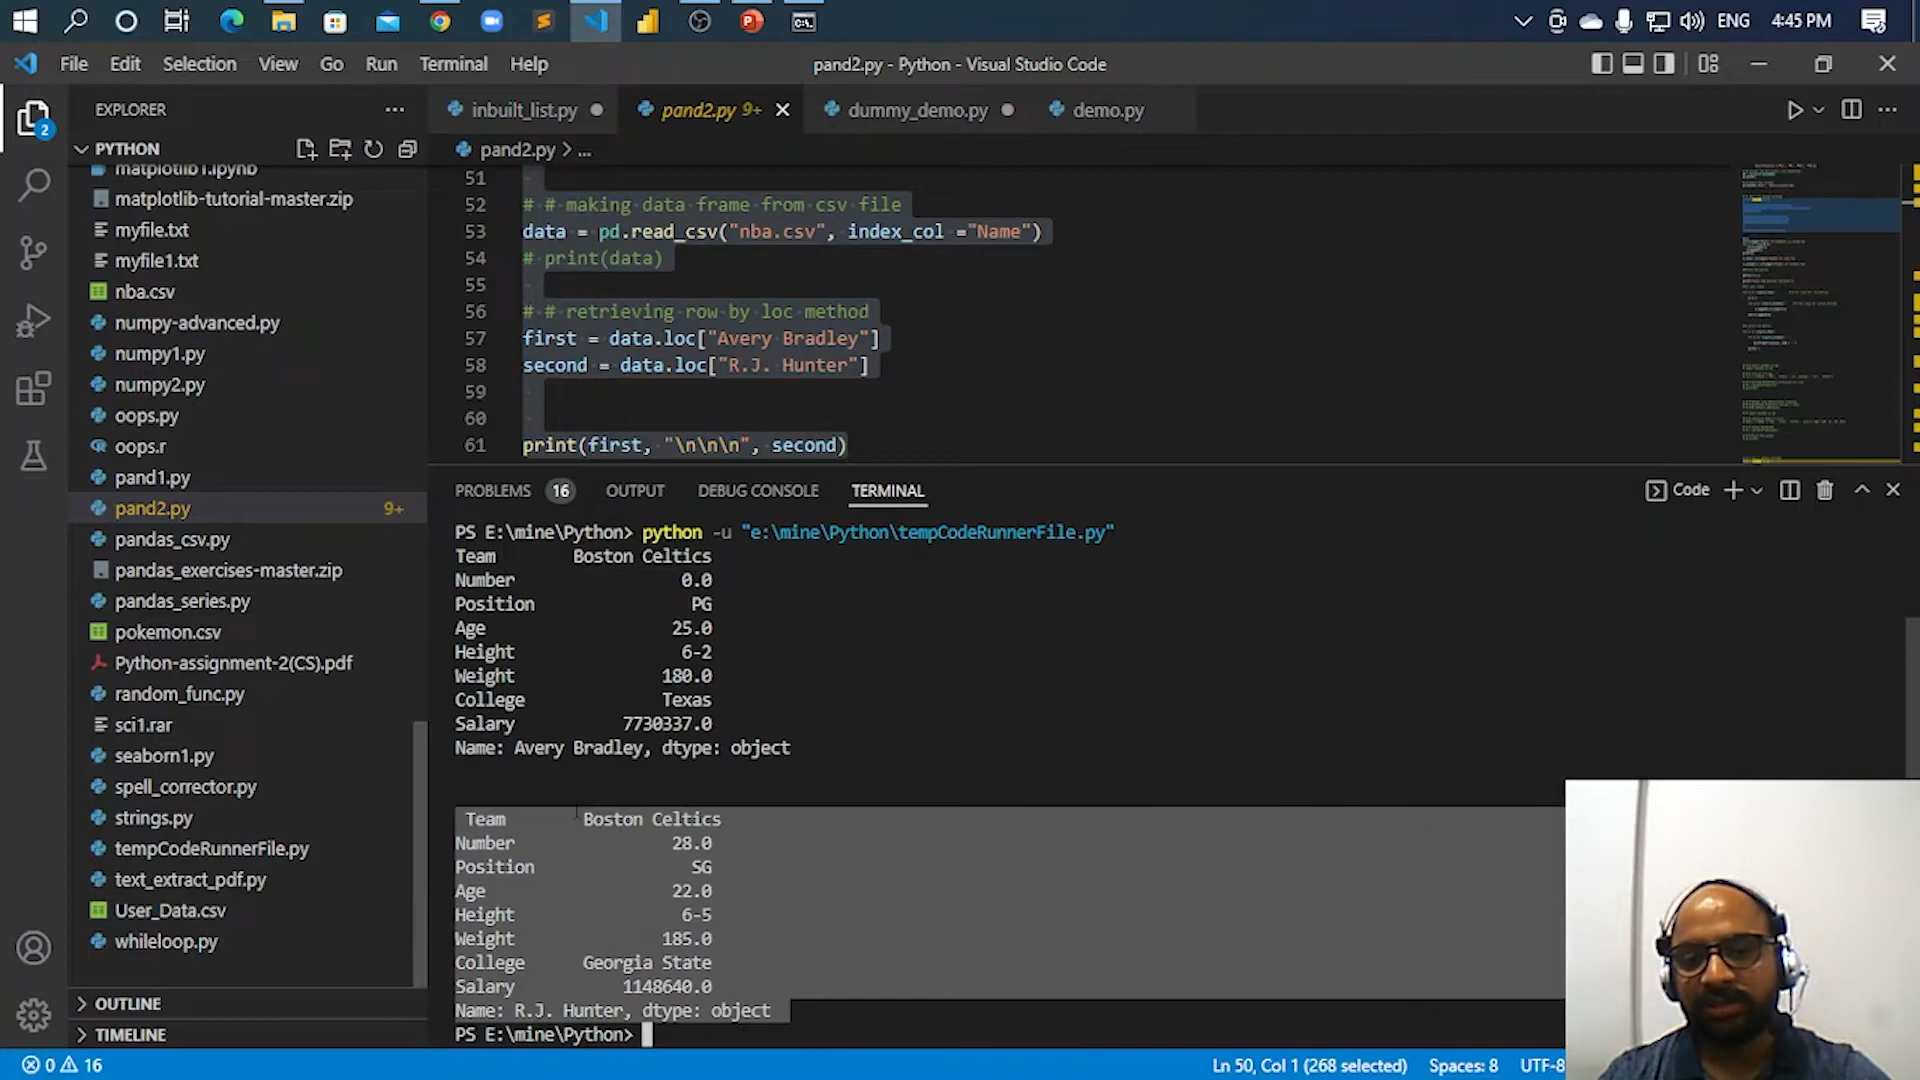 ENG
4:45 PM
File Edit Selection View Go Run Terminal Help
pand2.py - Python - Visual Studio Code
EXPLORER
2
inbuilt_list.py
pand2.py 9+
dummy_demo.py
demo.py
PYTHON
pand2.py > ...
matplotlib1.ipynb
matplotlib-tutorial-master.zip
myfile.txt
myfile1.txt
nba.csv
numpy-advanced.py
numpy1.py
numpy2.py
oops.py
oops.r
pand1.py
pand2.py 9+
pandas_csv.py
pandas_exercises-master.zip
pandas_series.py
pokemon.csv
Python-assignment-2(CS).pdf
random_func.py
sci1.rar
seaborn1.py
spell_corrector.py
strings.py
tempCodeRunnerFile.py
text_extract_pdf.py
User_Data.csv
whileloop.py
OUTLINE
TIMELINE
51
52 # # making data frame from csv file
53 data = pd.read_csv("nba.csv", index_col ="Name")
54 # print(data)
55
56 # # retrieving row by loc method
57 first = data.loc["Avery Bradley"]
58 second = data.loc["R.J. Hunter"]
59
60
61 print(first, "\n\n\n", second)
PROBLEMS 16 OUTPUT DEBUG CONSOLE TERMINAL
Code
PS E:\mine\Python> python -u "e:\mine\Python\tempCodeRunnerFile.py"
Team Boston Celtics
Number 0.0
Position PG
Age 25.0
Height 6-2
Weight 180.0
College Texas
Salary 7730337.0
Name: Avery Bradley, dtype: object
Team Boston Celtics
Number 28.0
Position SG
Age 22.0
Height 6-5
Weight 185.0
College Georgia State
Salary 1148640.0
Name: R.J. Hunter, dtype: object
PS E:\mine\Python>
0 16
Ln 50, Col 1 (268 selected) Spaces: 8 UTF-8